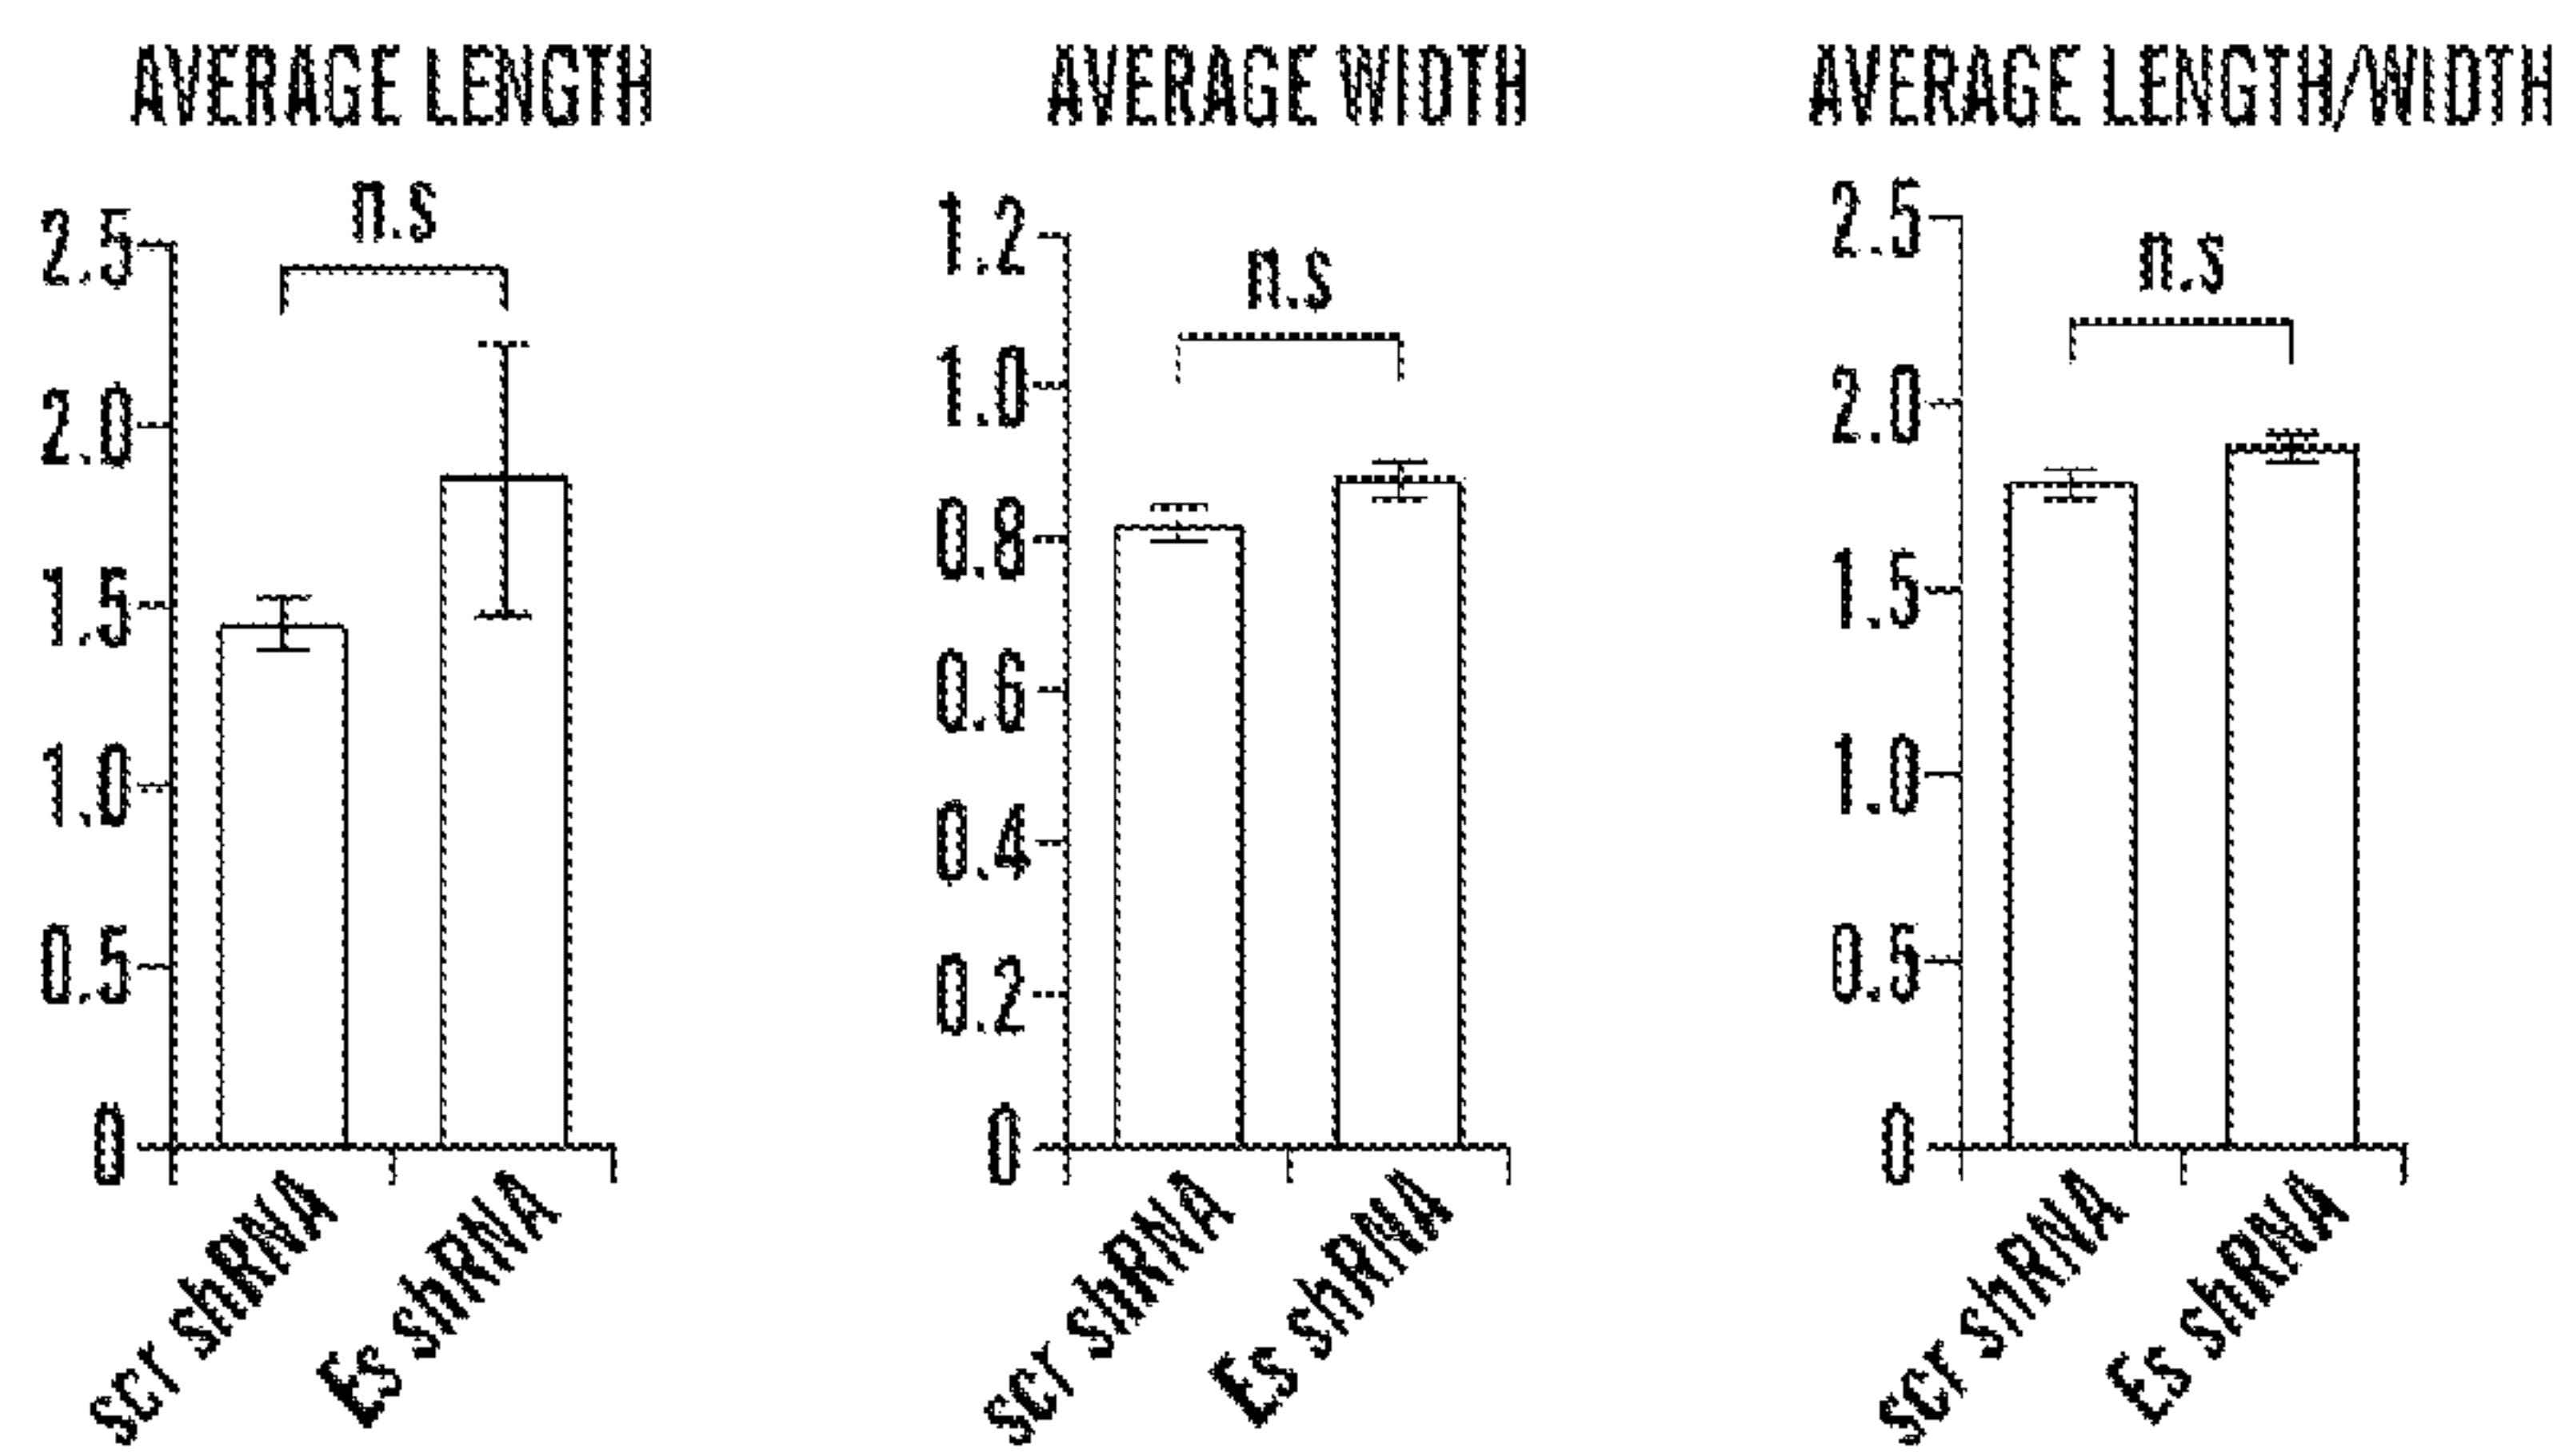 AVERAGE LENGTH
n.s
2.5
2.0
1.5
1.0
0.5
0
scr shRNA
Es shRNA
AVERAGE WIDTH
n.s
1.2
1.0
0.8
0.6
0.4
0.2
0
scr shRNA
Es shRNA
AVERAGE LENGTH/WIDTH
n.s
2.5
2.0
1.5
1.0
0.5
0
scr shRNA
Es shRNA